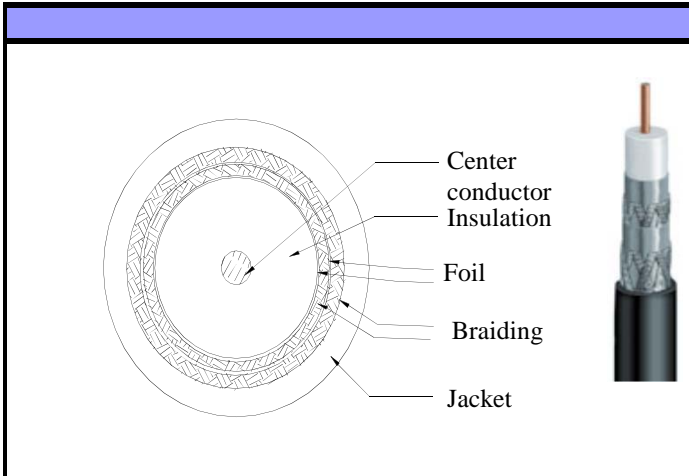 Center
conductor
Insulation
Foil
Braiding
Jacket